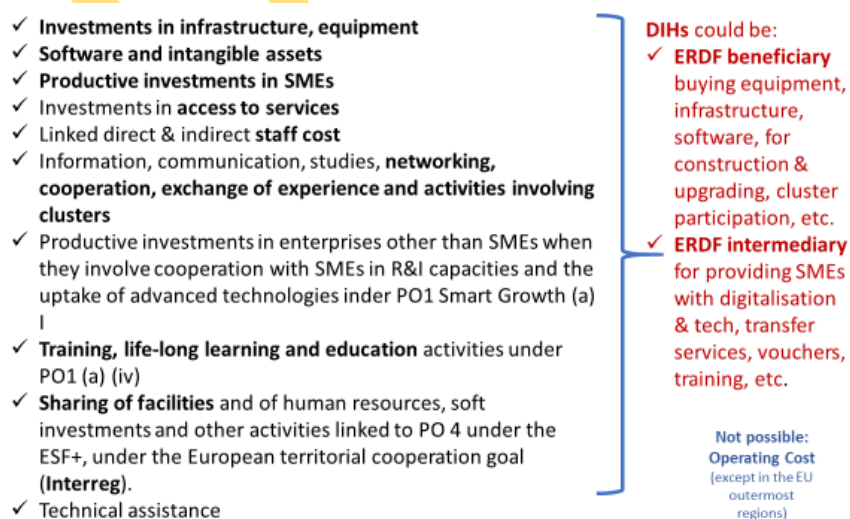 ✓ Investments in infrastructure, equipment
✓ Software and intangible assets
✓ Productive investments in SMEs
✓ Investments in access to services
✓ Linked direct & indirect staff cost
✓ Information, communication, studies, networking,
cooperation, exchange of experience and activities involving
clusters
✓ Productive investments in enterprises other than SMEs when
they involve cooperation with SMEs in R&I capacities and the
uptake of advanced technologies inder PO1 Smart Growth (a)
I
✓ Training, life-long learning and education activities under
PO1 (a) (iv)
✓ Sharing of facilities and of human resources, soft
investments and other activities linked to PO 4 under the
ESF+, under the European territorial cooperation goal
(Interreg).
✓ Technical assistance
DIHs could be:
✓ ERDF beneficiary
buying equipment,
infrastructure,
software, for
construction &
upgrading, cluster
participation, etc.
✓ ERDF intermediary
for providing SMEs
with digitalisation
& tech, transfer
services, vouchers,
training, etc.
Not possible:
Operating Cost
(except in the EU
outermost
regions)